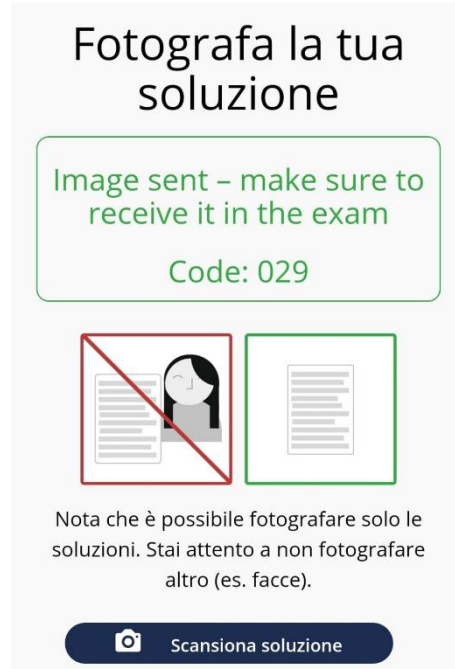 Fotografa la tua
soluzione
Image sent – make sure to
receive it in the exam
Code: 029
Nota che è possibile fotografare solo le
soluzioni. Stai attento a non fotografare
altro (es. facce).
Scansiona soluzione